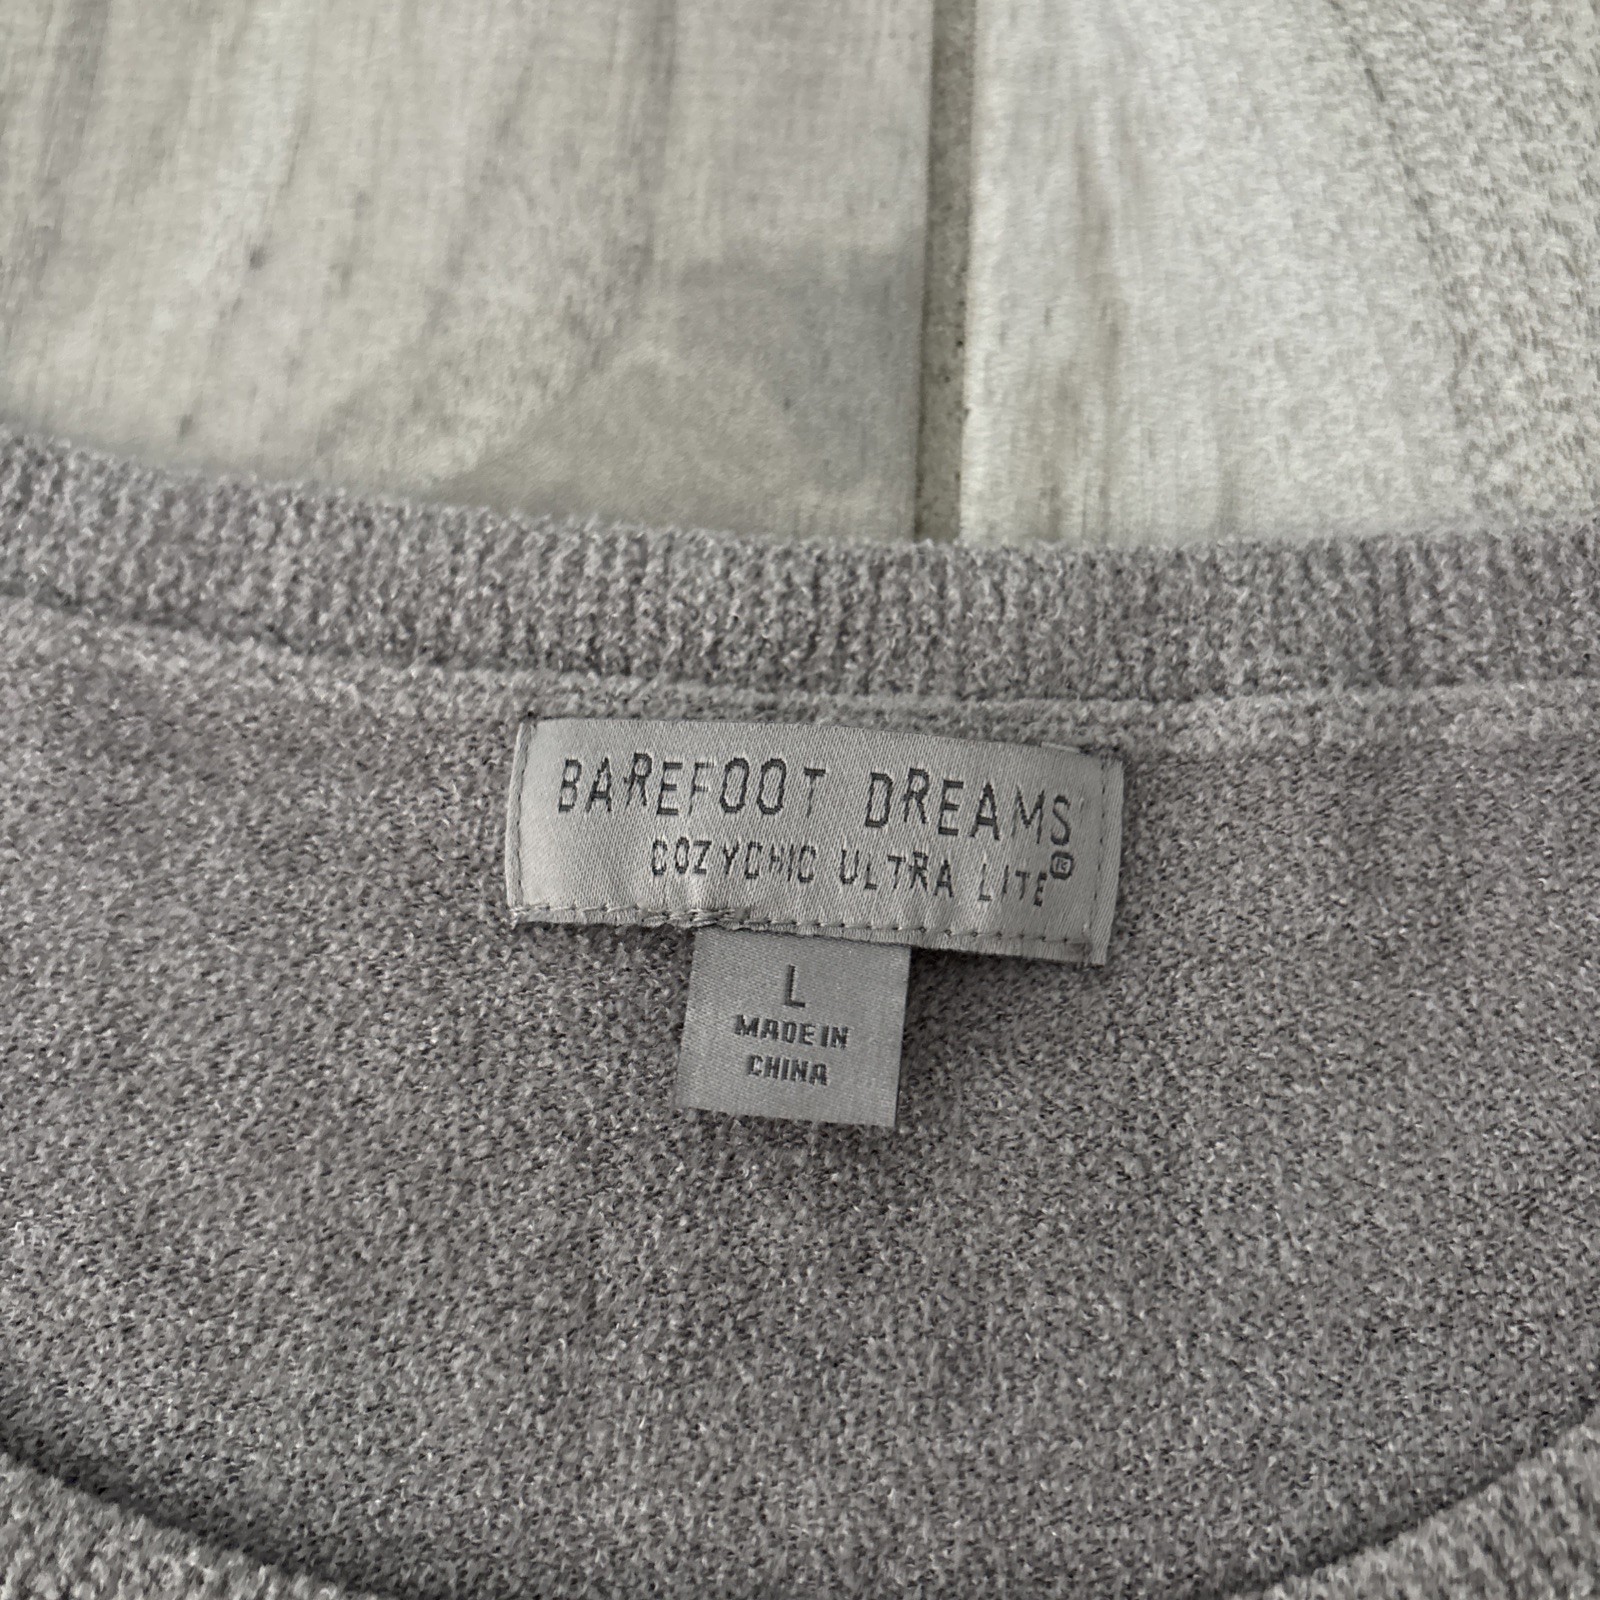 BAREFOOT DREAMS
COZYCHIC ULTRA LITE®
L
MADE IN
CHINA